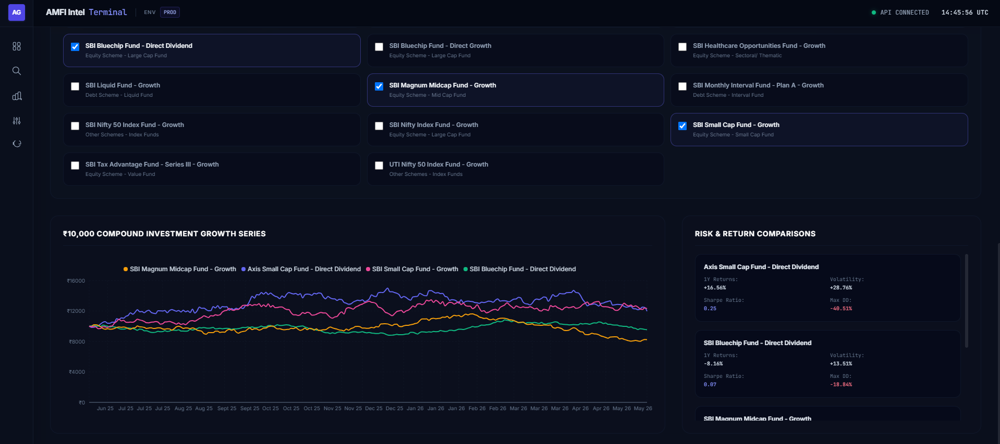 AG
AMFI Intel Terminal
ENV PROD
API CONNECTED
14:45:56 UTC
SBI Bluechip Fund - Direct Dividend
Equity Scheme - Large Cap Fund
SBI Bluechip Fund - Direct Growth
Equity Scheme - Large Cap Fund
SBI Healthcare Opportunities Fund - Growth
Equity Scheme - Sectoral/ Thematic
SBI Liquid Fund - Growth
Debt Scheme - Liquid Fund
SBI Magnum Midcap Fund - Growth
Equity Scheme - Mid Cap Fund
SBI Monthly Interval Fund - Plan A - Growth
Debt Scheme - Interval Fund
SBI Nifty 50 Index Fund - Growth
Other Schemes - Index Funds
SBI Nifty Index Fund - Growth
Equity Scheme - Large Cap Fund
SBI Small Cap Fund - Growth
Equity Scheme - Small Cap Fund
SBI Tax Advantage Fund - Series III - Growth
Equity Scheme - Value Fund
UTI Nifty 50 Index Fund - Growth
Other Schemes - Index Funds
₹10,000 COMPOUND INVESTMENT GROWTH SERIES
SBI Magnum Midcap Fund - Growth Axis Small Cap Fund - Direct Dividend SBI Small Cap Fund - Growth SBI Bluechip Fund - Direct Dividend
₹16000
₹12000
₹8000
₹4000
₹0
Jun 25 Jul 25 Jul 25 Jul 25 Aug 25 Aug 25 Sept 25 Sept 25 Oct 25 Oct 25 Oct 25 Nov 25 Nov 25 Dec 25 Dec 25 Jan 26 Jan 26 Jan 26 Feb 26 Feb 26 Mar 26 Mar 26 Mar 26 Apr 26 Apr 26 May 26 May 26
RISK & RETURN COMPARISONS
Axis Small Cap Fund - Direct Dividend
1Y Returns: Volatility:
+16.56% +28.76%
Sharpe Ratio: Max DD:
0.25 -40.51%
SBI Bluechip Fund - Direct Dividend
1Y Returns: Volatility:
-8.16% +13.51%
Sharpe Ratio: Max DD:
0.07 -18.84%
SBI Magnum Midcap Fund - Growth